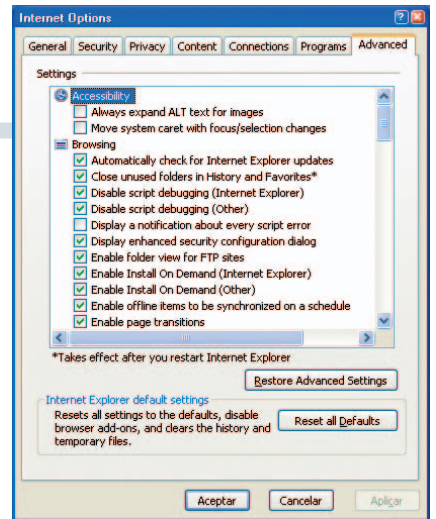 Internet Options
General Security Privacy Content Connections Programs Advanced
Settings
Accessibility
Always expand ALT text for images
Move system caret with focus/selection changes
Browsing
Automatically check for Internet Explorer updates
Close unused folders in History and Favorites*
Disable script debugging (Internet Explorer)
Disable script debugging (Other)
Display a notification about every script error
Display enhanced security configuration dialog
Enable folder view for FTP sites
Enable Install On Demand (Internet Explorer)
Enable Install On Demand (Other)
Enable offline items to be synchronized on a schedule
Enable page transitions
*Takes effect after you restart Internet Explorer
Restore Advanced Settings
Internet Explorer default settings
Resets all settings to the defaults, disable
browser add-ons, and clears the history and
temporary files.
Reset all Defaults
Aceptar Cancelar Aplicar